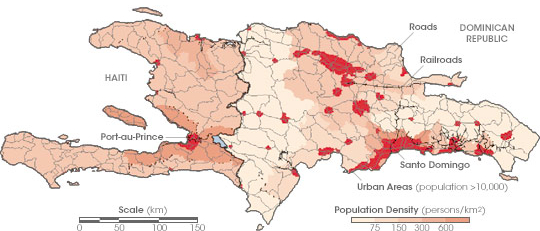 Roads
DOMINICAN
REPUBLIC
Railroads
HAITI
Port-au-Prince
Santo Domingo
Urban Areas (population >10,000)
Scale (km)
0 50 100 150
Population Density (persons/km2)
75 150 300 600